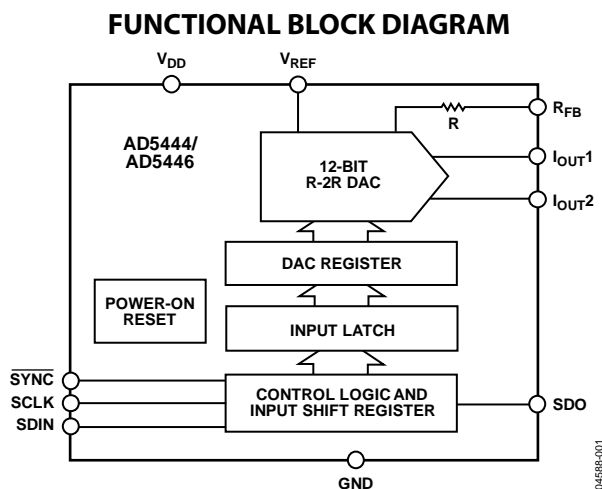 FUNCTIONAL BLOCK DIAGRAM
VDD
VREF
RFB
R
AD5444/
AD5446
12-BIT
R-2R DAC
IOUT1
IOUT2
DAC REGISTER
POWER-ON
RESET
INPUT LATCH
SYNC
SCLK
SDIN
CONTROL LOGIC AND
INPUT SHIFT REGISTER
SDO
GND
04588-001